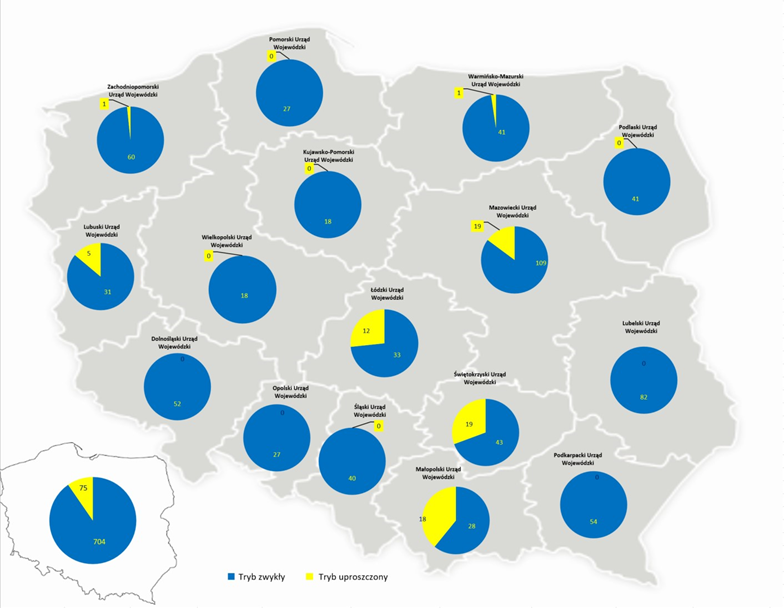 Pomorski Urząd
Wojewódzki
0
27
Zachodniopomorski
Urząd Wojewódzki
1
60
Warmińsko-Mazurski
Urząd Wojewódzki
1
41
Podlaski Urząd
Wojewódzki
0
41
Kujawsko-Pomorski
Urząd Wojewódzki
0
18
Mazowiecki Urząd
Wojewódzki
19
109
Lubuski Urząd
Wojewódzki
5
31
Wielkopolski Urząd
Wojewódzki
0
18
Łódzki Urząd
Wojewódzki
12
33
Lubelski Urząd
Wojewódzki
0
82
Dolnośląski Urząd
Wojewódzki
0
52
Opolski Urząd
Wojewódzki
0
27
Śląski Urząd
Wojewódzki
0
40
Świętokrzyski Urząd
Wojewódzki
19
43
Małopolski Urząd
Wojewódzki
18
28
Podkarpacki Urząd
Wojewódzki
0
54
75
704
Tryb zwykły
Tryb uproszczony